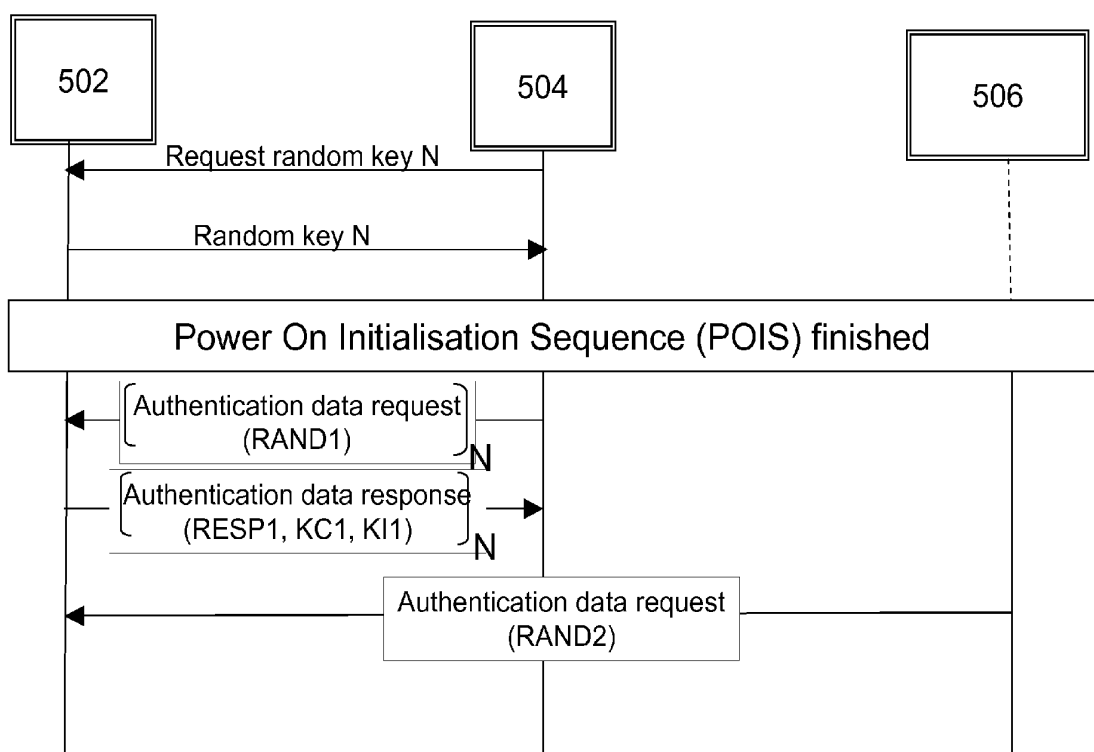 502
504
506
Request random key N
Random key N
Power On Initialisation Sequence (POIS) finished
Authentication data request
(RAND1)
N
Authentication data response
(RESP1, KC1, KI1)
N
Authentication data request
(RAND2)